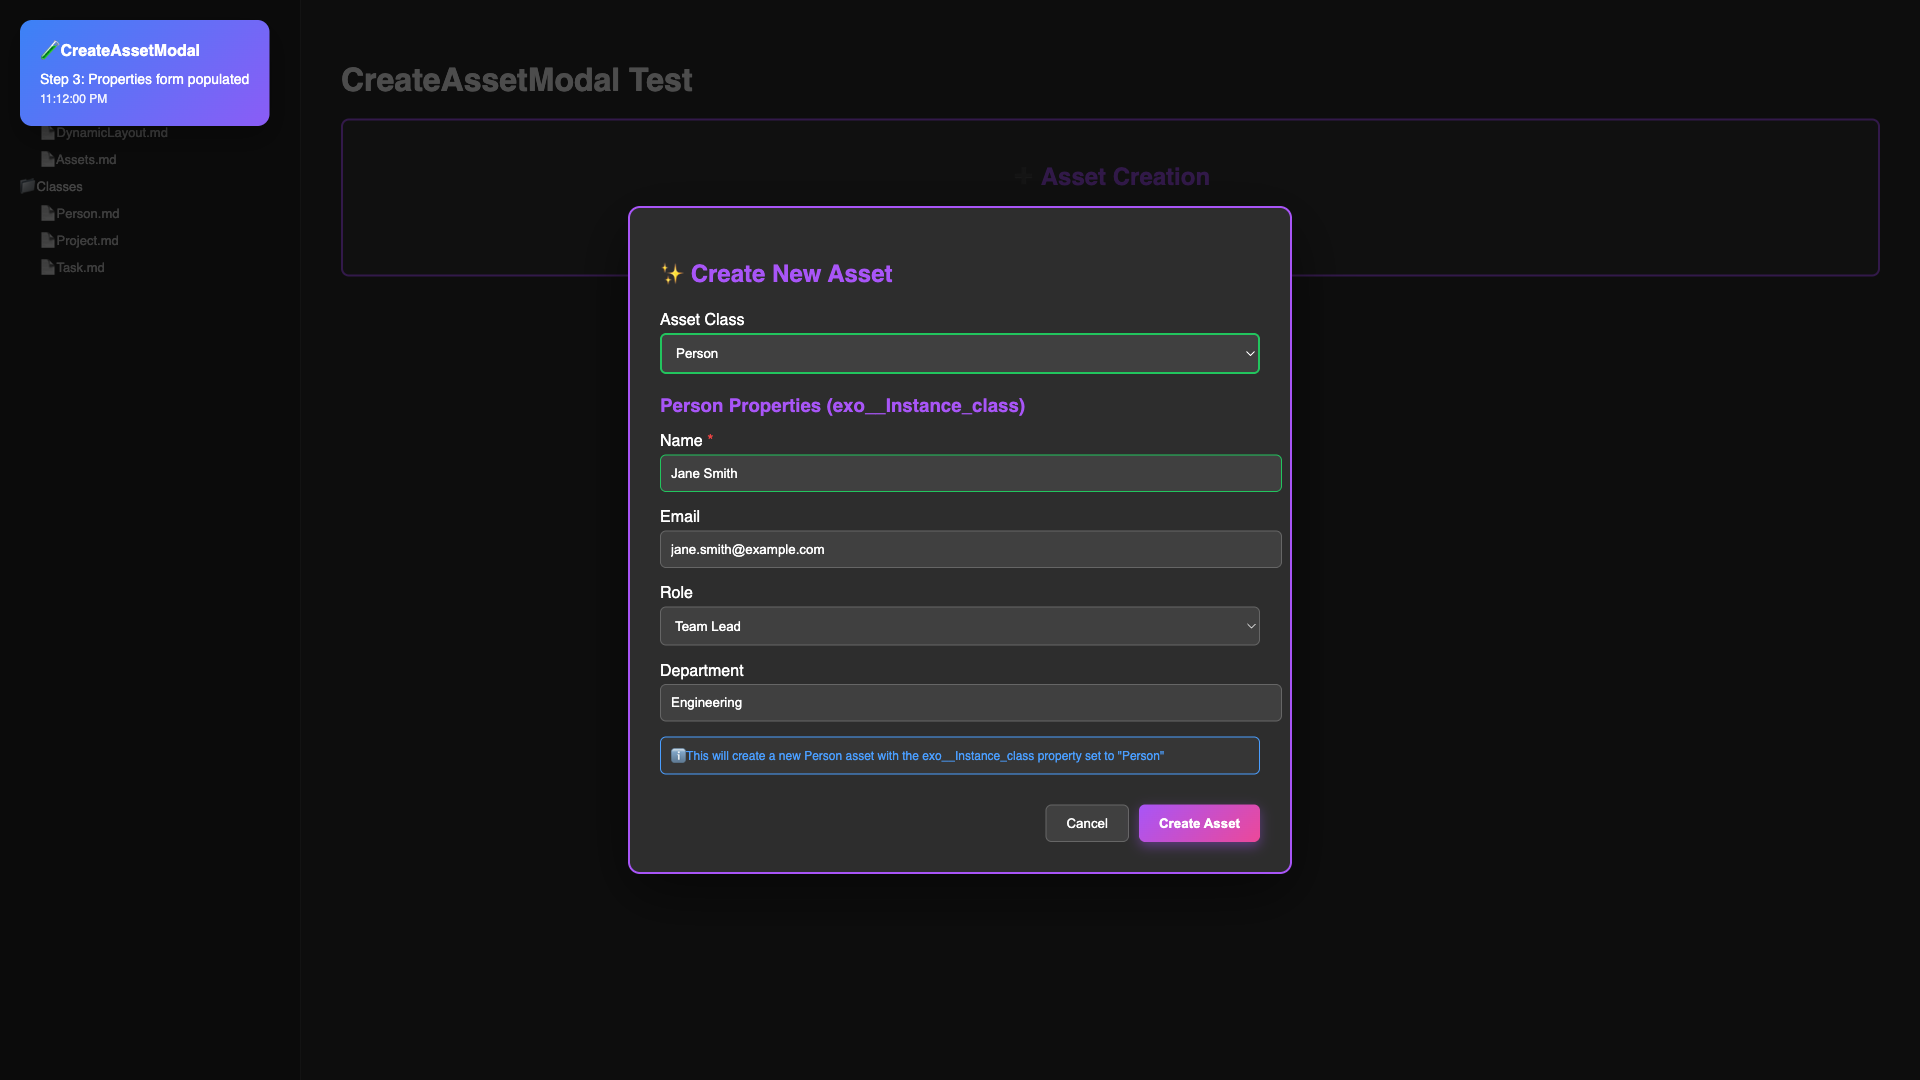 CreateAssetModal
Step 3: Properties form populated
11:12:00 PM
DynamicLayout.md
Assets.md
Classes
Person.md
Project.md
Task.md
CreateAssetModal Test
Asset Creation
Create New Asset
Asset Class
Person
Person Properties (exo__Instance_class)
Name *
Jane Smith
Email
jane.smith@example.com
Role
Team Lead
Department
Engineering
This will create a new Person asset with the exo__Instance_class property set to "Person"
Cancel
Create Asset